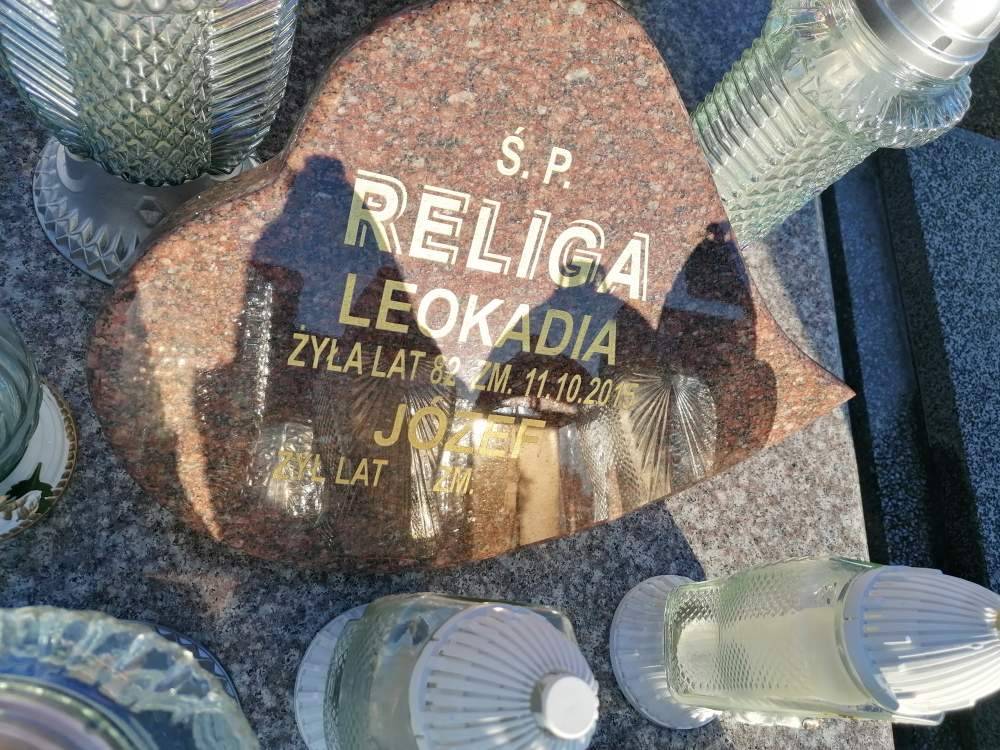 Ś. P.
RELIGA
LEOKADIA
ŻYŁA LAT 82 ZM. 11.10.2015
JÓZEF
ŻYŁ LAT ZM.